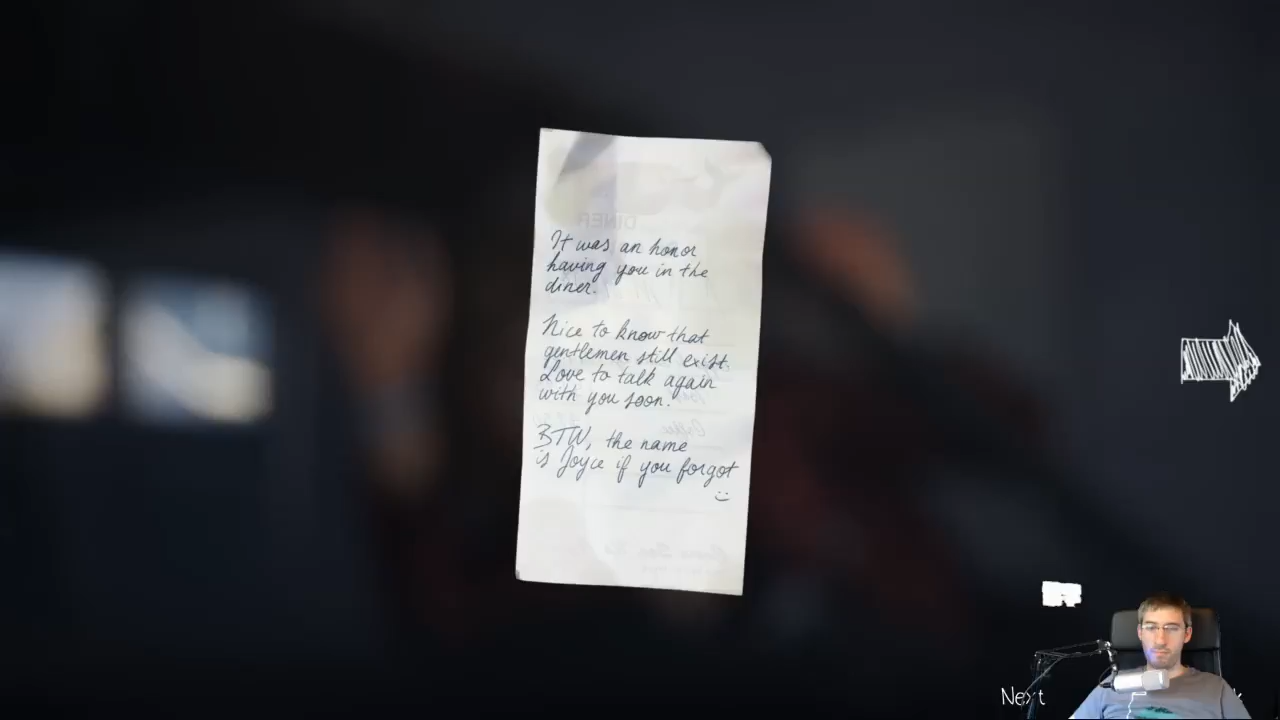 DINER
It was an honor
having you in the
diner.
Nice to know that
gentlemen still exist.
Love to talk again
with you soon.
BTW, the name
is Joyce if you forgot
:)
Next